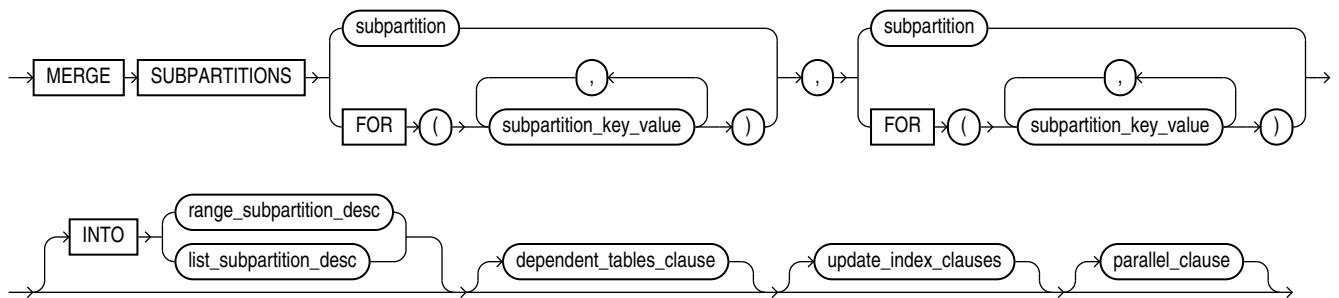 subpartition subpartition
, ,
MERGE SUBPARTITIONS ,
FOR ( subpartition_key_value ) FOR ( subpartition_key_value )
range_subpartition_desc
INTO
list_subpartition_desc dependent_tables_clause update_index_clauses parallel_clause